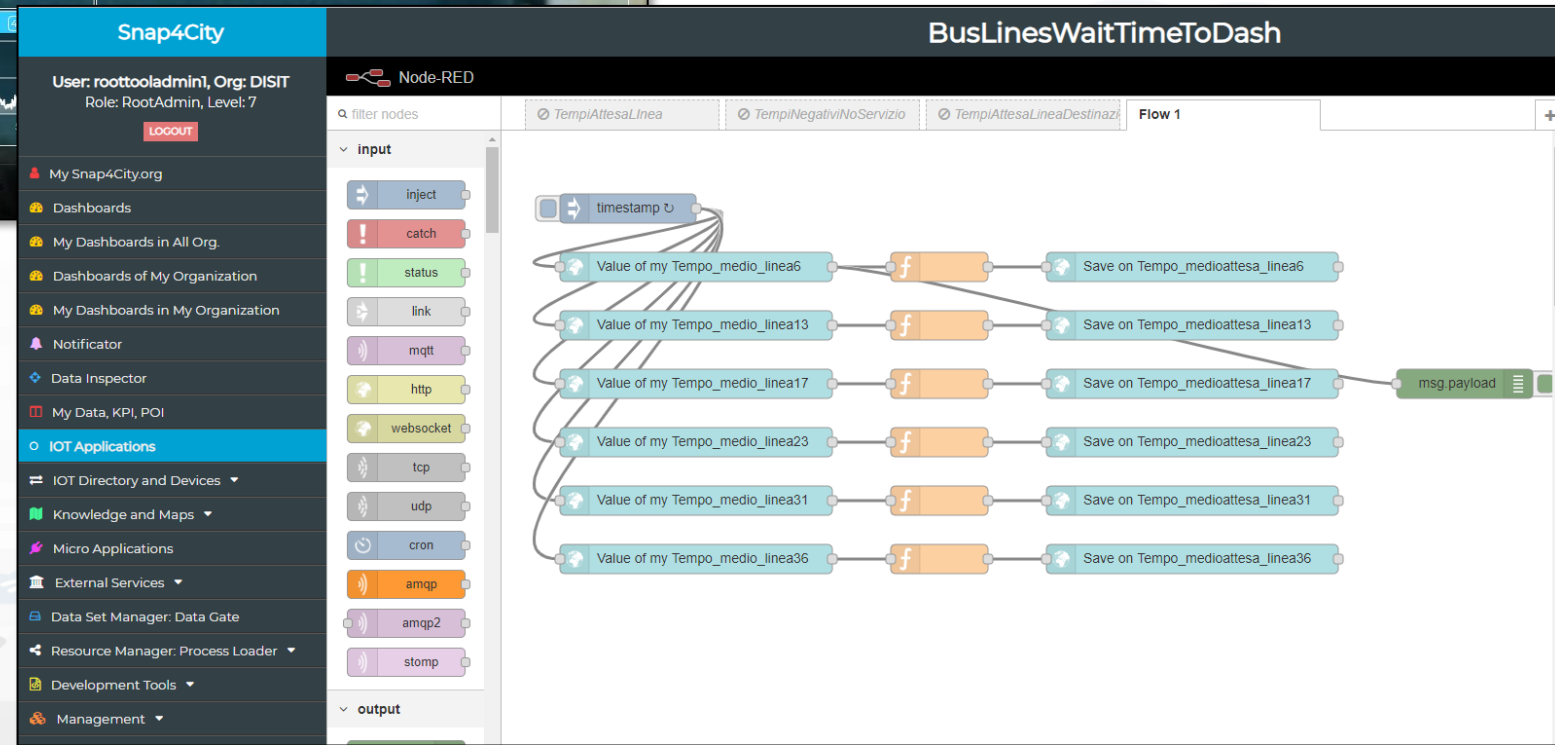 Snap4City
BusLinesWaitTimeToDash
User: roottooladmin1, Org: DISIT
Role: RootAdmin, Level: 7
LOGOUT
My Snap4City.org
Dashboards
My Dashboards in All Org.
Dashboards of My Organization
My Dashboards in My Organization
Notificator
Data Inspector
My Data, KPI, POI
IOT Applications
IOT Directory and Devices
Knowledge and Maps
Micro Applications
External Services
Data Set Manager: Data Gate
Resource Manager: Process Loader
Development Tools
Management
Node-RED
filter nodes
input
inject
catch
status
link
mqtt
http
websocket
tcp
udp
cron
amqp
amqp2
stomp
output
TempiAttesaLInea
TempiNegativiNoServizio
TempiAttesaLineaDestinazi
Flow 1
timestamp ↻
Value of my Tempo_medio_linea6
f
Save on Tempo_medioattesa_linea6
Value of my Tempo_medio_linea13
f
Save on Tempo_medioattesa_linea13
Value of my Tempo_medio_linea17
f
Save on Tempo_medioattesa_linea17
msg.payload
Value of my Tempo_medio_linea23
f
Save on Tempo_medioattesa_linea23
Value of my Tempo_medio_linea31
f
Save on Tempo_medioattesa_linea31
Value of my Tempo_medio_linea36
f
Save on Tempo_medioattesa_linea36